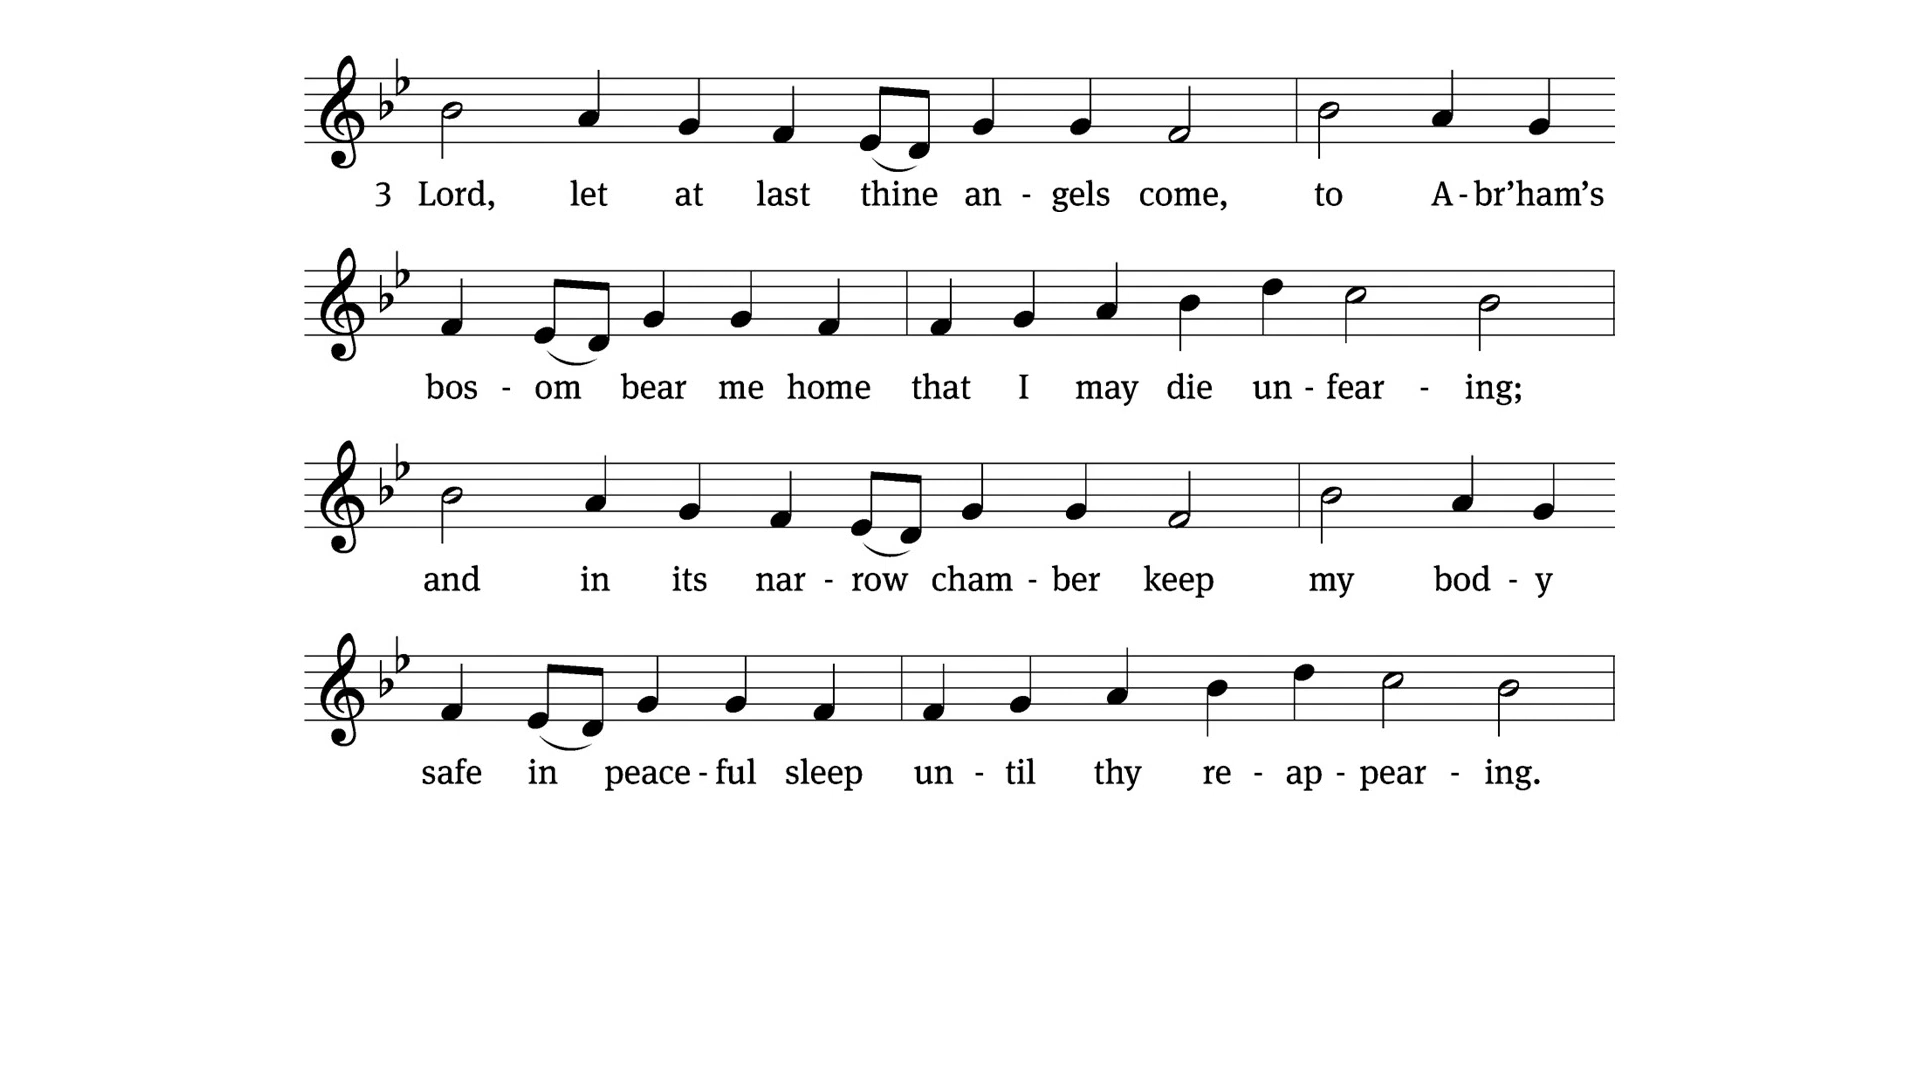 3 Lord, let at last thine an - gels come, to A - br’ham’s
bos - om bear me home that I may die un - fear - ing;
and in its nar - row cham - ber keep my bod - y
safe in peace - ful sleep un - til thy re - ap - pear - ing.